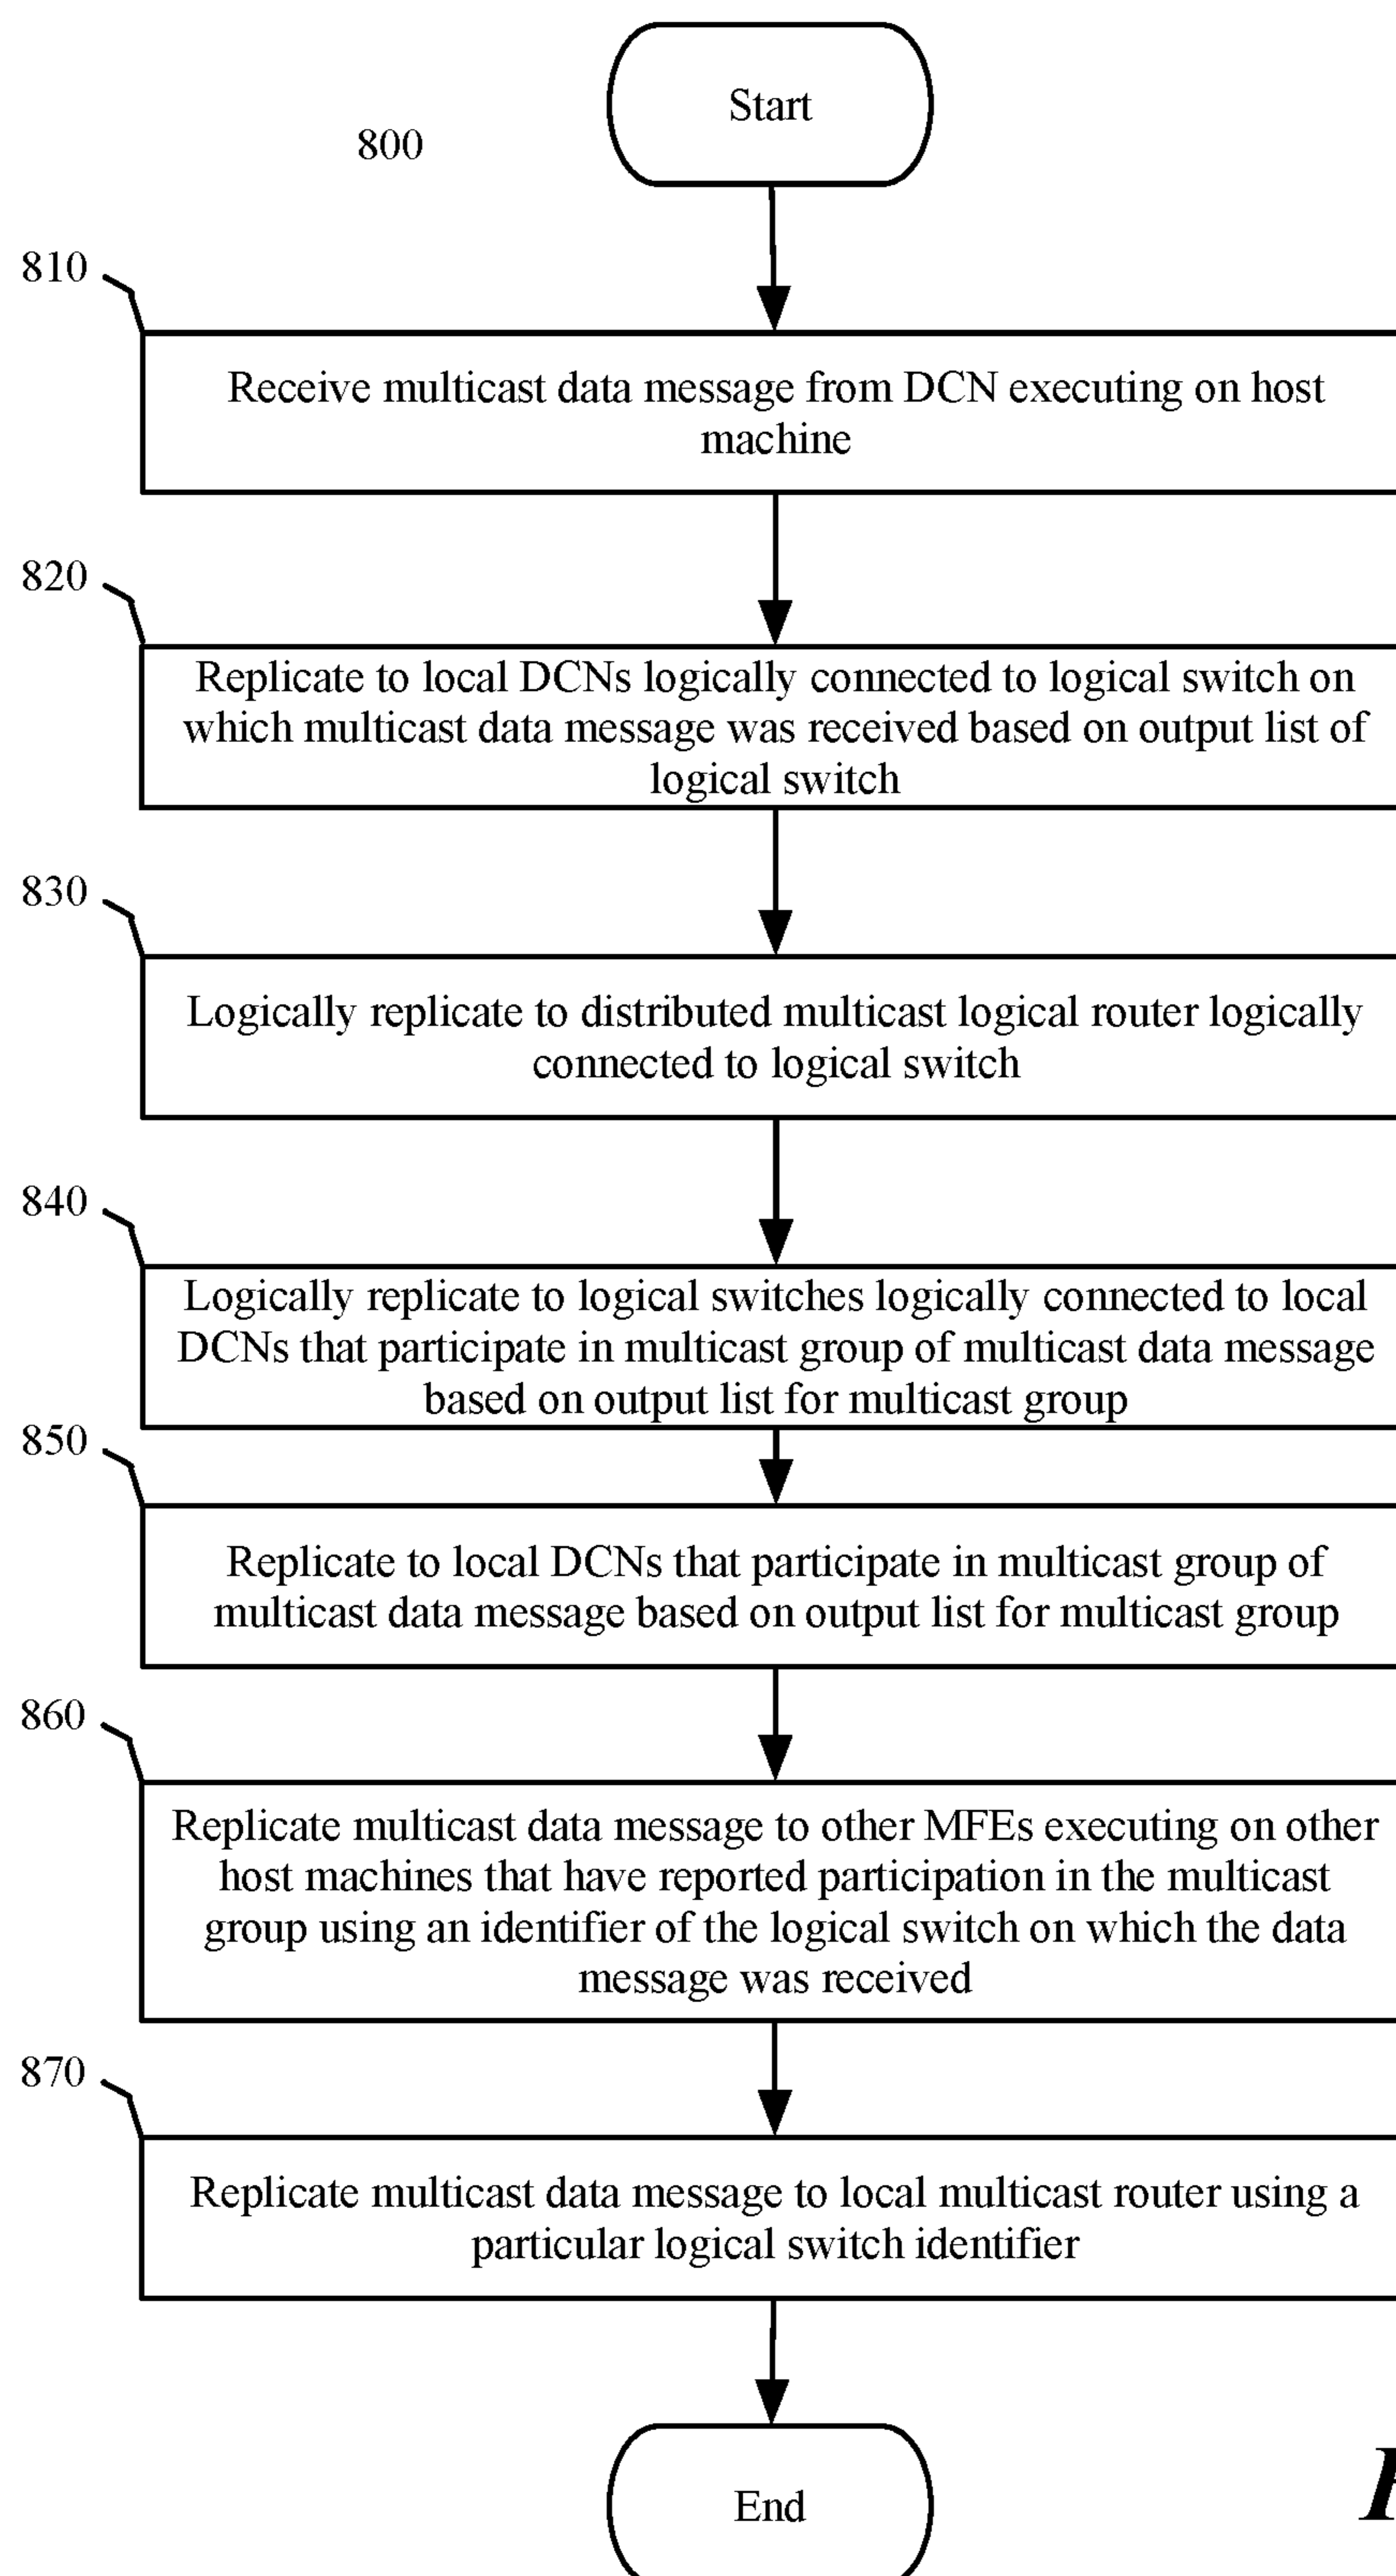 Start
800
810
Receive multicast data message from DCN executing on host
machine
820
Replicate to local DCNs logically connected to logical switch on
which multicast data message was received based on output list of
logical switch
830
Logically replicate to distributed multicast logical router logically
connected to logical switch
840
Logically replicate to logical switches logically connected to local
DCNs that participate in multicast group of multicast data message
based on output list for multicast group
850
Replicate to local DCNs that participate in multicast group of
multicast data message based on output list for multicast group
860
Replicate multicast data message to other MFEs executing on other
host machines that have reported participation in the multicast
group using an identifier of the logical switch on which the data
message was received
870
Replicate multicast data message to local multicast router using a
particular logical switch identifier
End